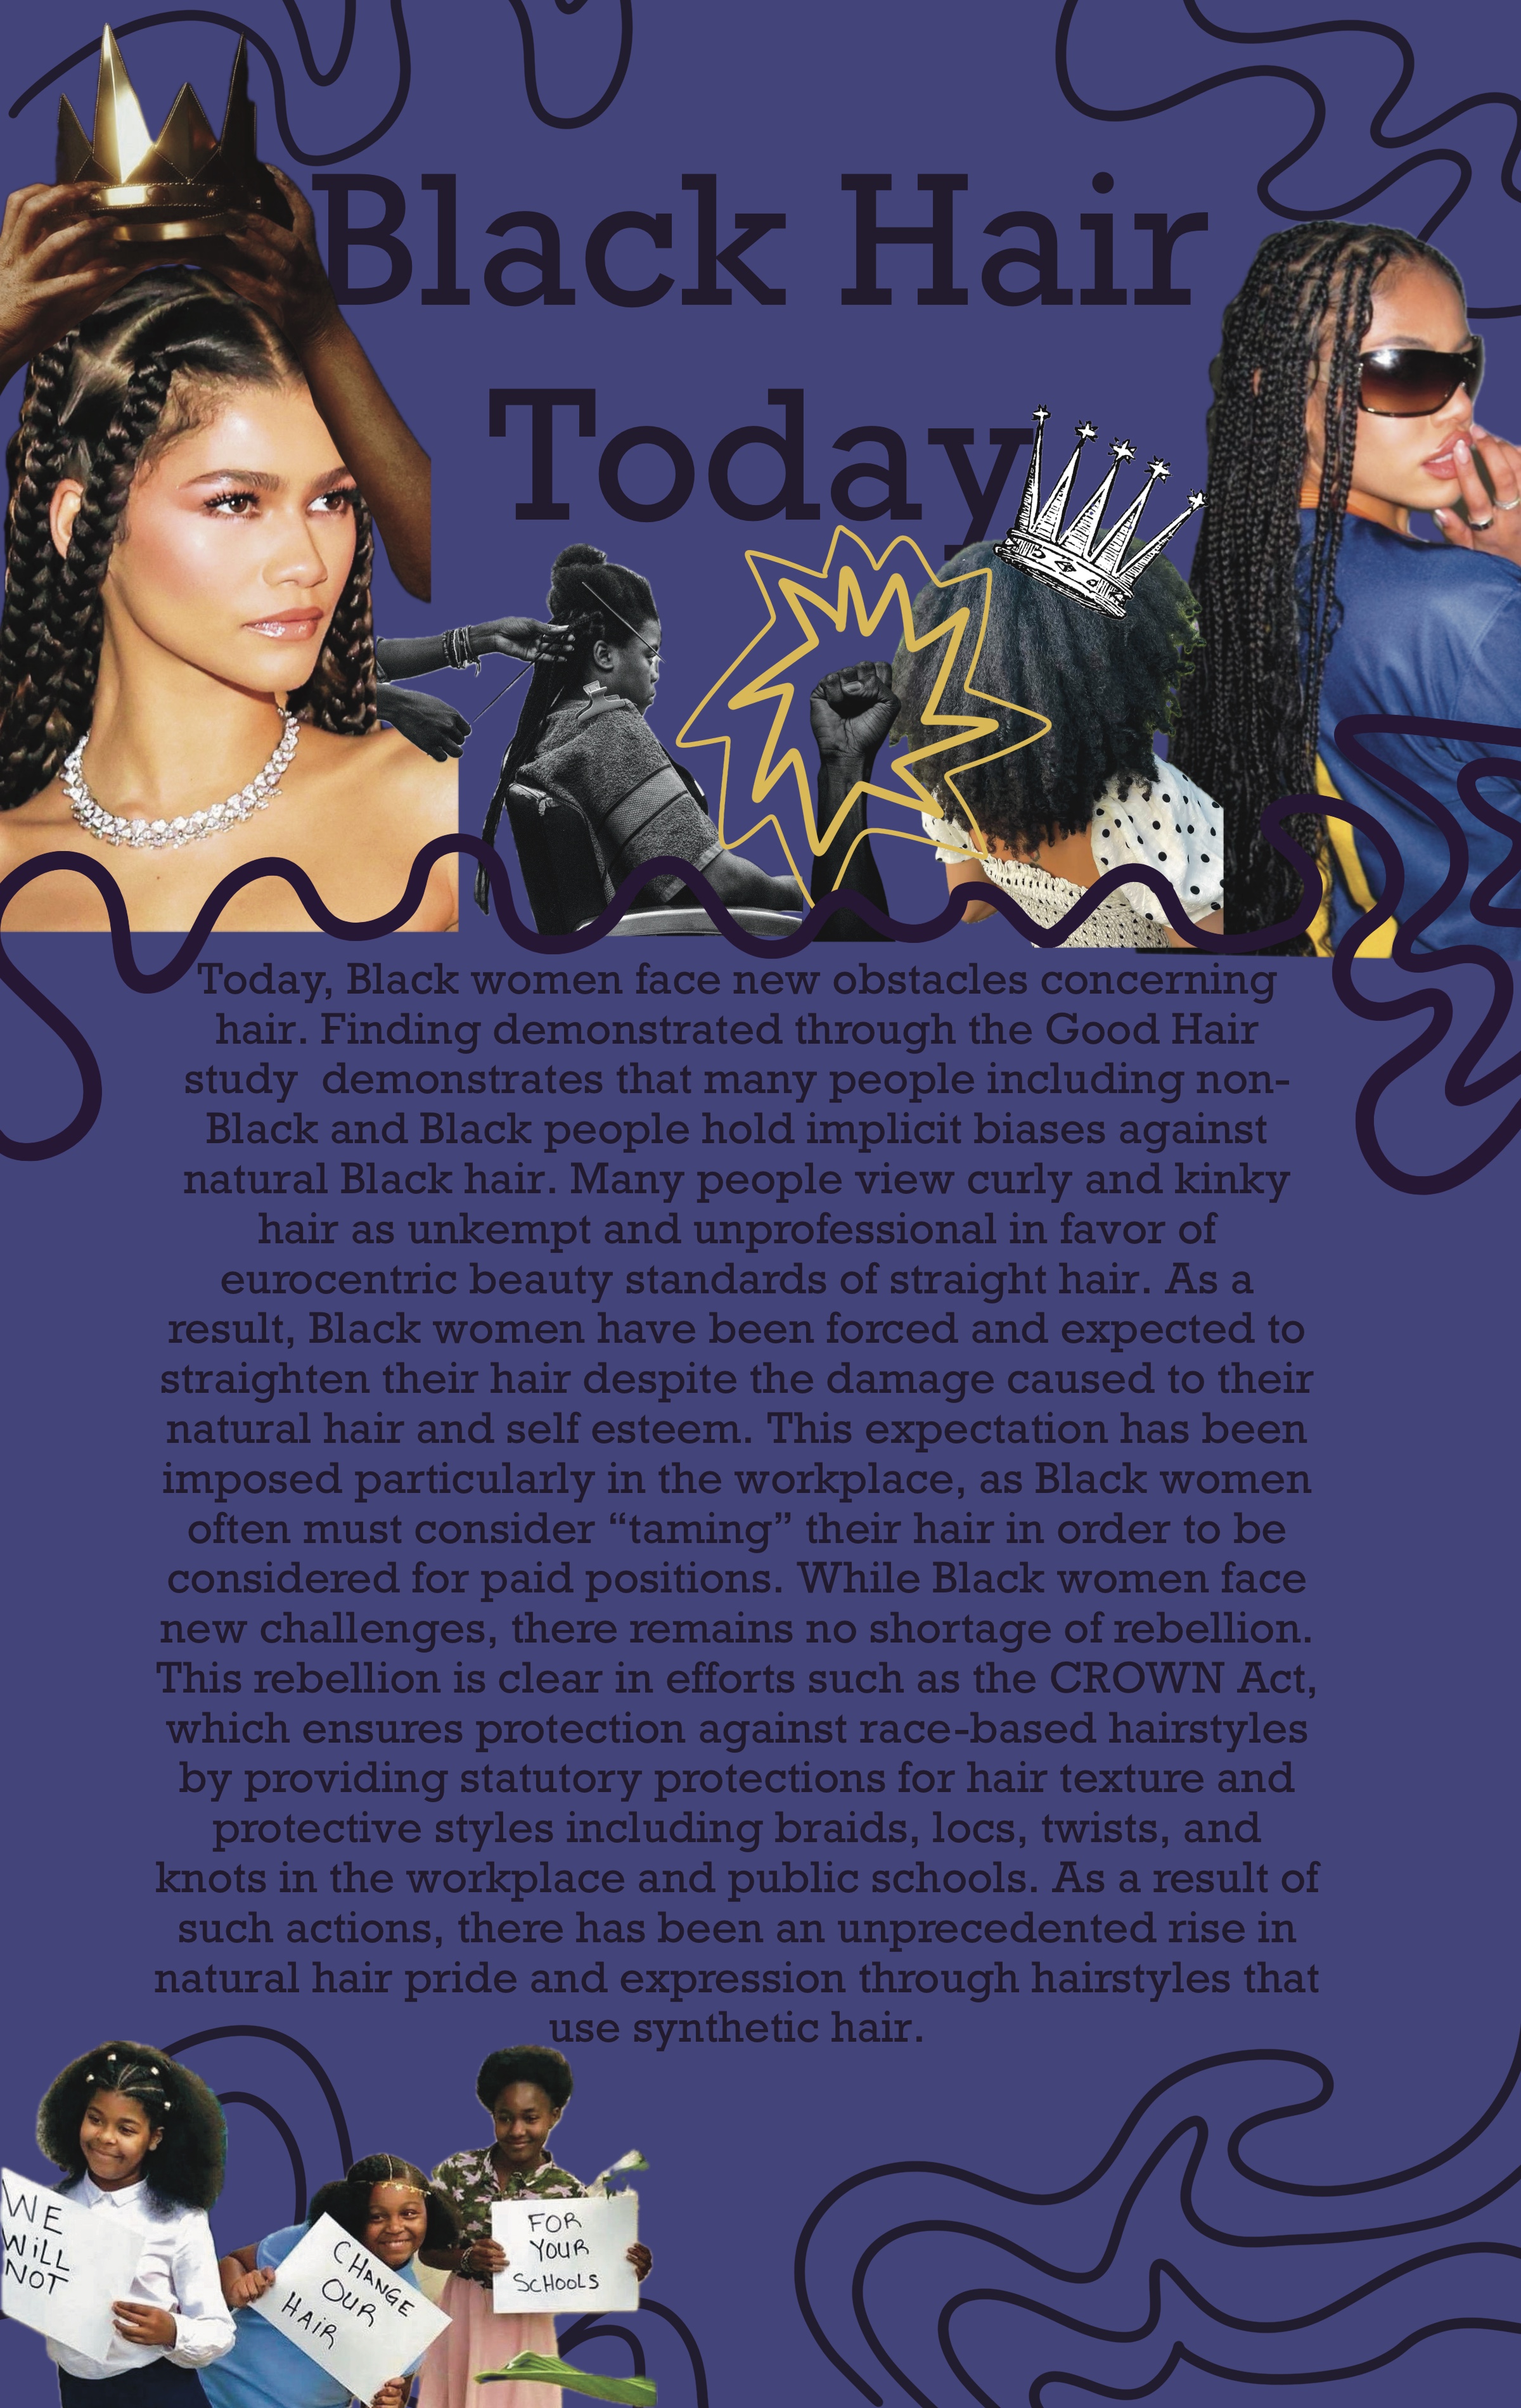 Black Hair
Today
Today, Black women face new obstacles concerning
hair. Finding demonstrated through the Good Hair
study  demonstrates that many people including non-
Black and Black people hold implicit biases against
natural Black hair. Many people view curly and kinky
hair as unkempt and unprofessional in favor of
eurocentric beauty standards of straight hair. As a
result, Black women have been forced and expected to
straighten their hair despite the damage caused to their
natural hair and self esteem. This expectation has been
imposed particularly in the workplace, as Black women
often must consider “taming” their hair in order to be
considered for paid positions. While Black women face
new challenges, there remains no shortage of rebellion.
This rebellion is clear in efforts such as the CROWN Act,
which ensures protection against race-based hairstyles
by providing statutory protections for hair texture and
protective styles including braids, locs, twists, and
knots in the workplace and public schools. As a result of
such actions, there has been an unprecedented rise in
natural hair pride and expression through hairstyles that
use synthetic hair.
WE
WiLL
NOT
CHANGE
OUR
HAiR
FOR
YOUR
SCHOOLS